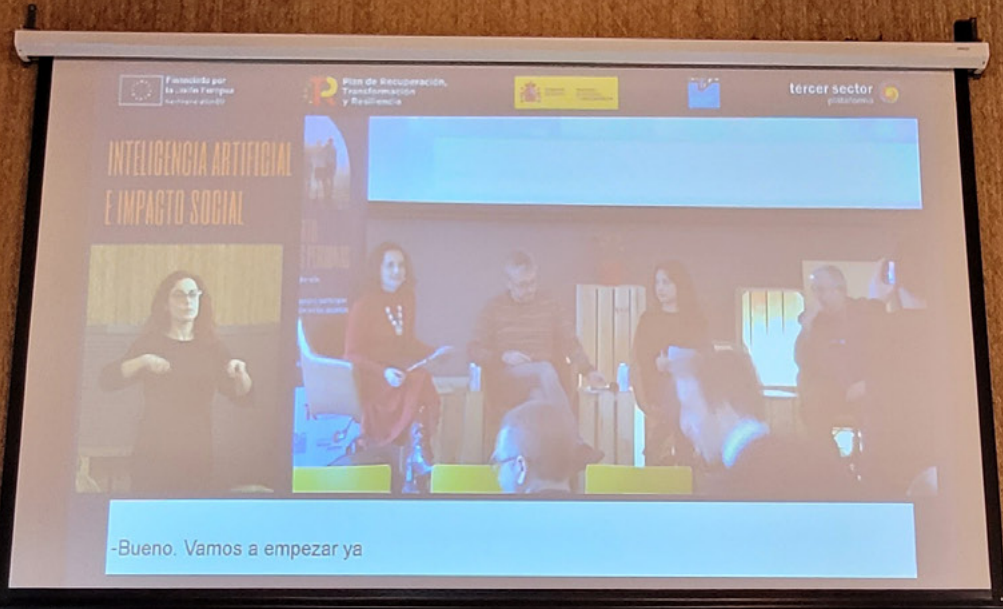 Financiado por
la Unión Europea
Plan de Recuperación,
Transformación
y Resiliencia
tercer sector
plataforma
INTELIGENCIA ARTIFICIAL
E IMPACTO SOCIAL
-Bueno. Vamos a empezar ya